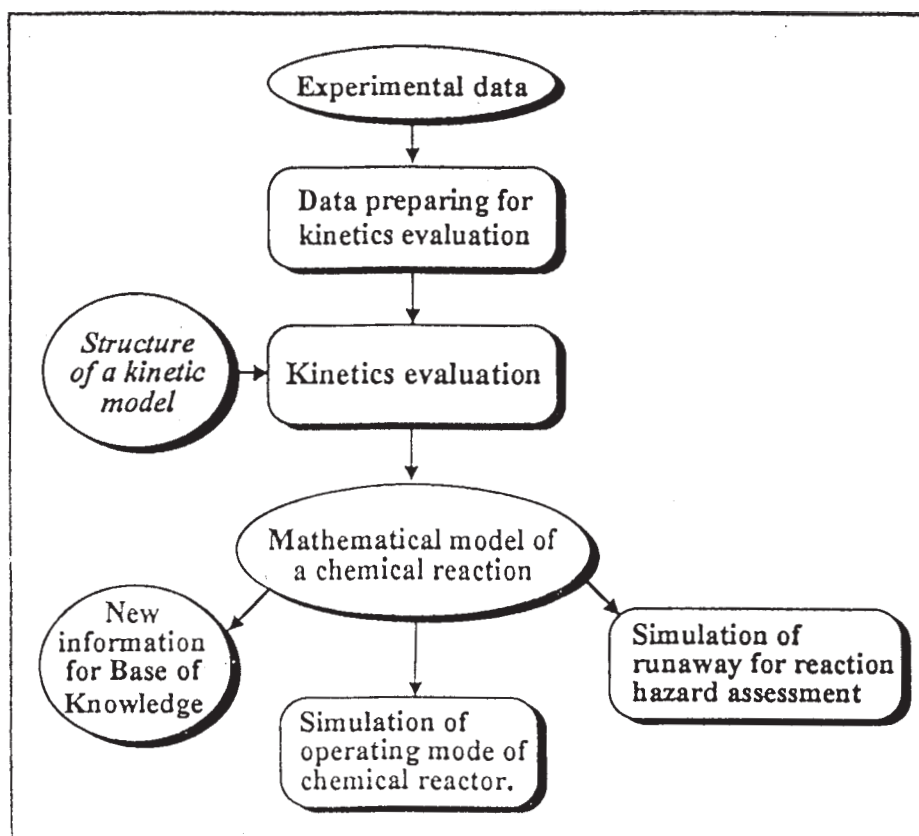 Experimental data
Data preparing for
kinetics evaluation
Structure
of a kinetic
model
Kinetics evaluation
Mathematical model of
a chemical reaction
New
information
for Base of
Knowledge
Simulation of
operating mode of
chemical reactor.
Simulation of
runaway for reaction
hazard assessment